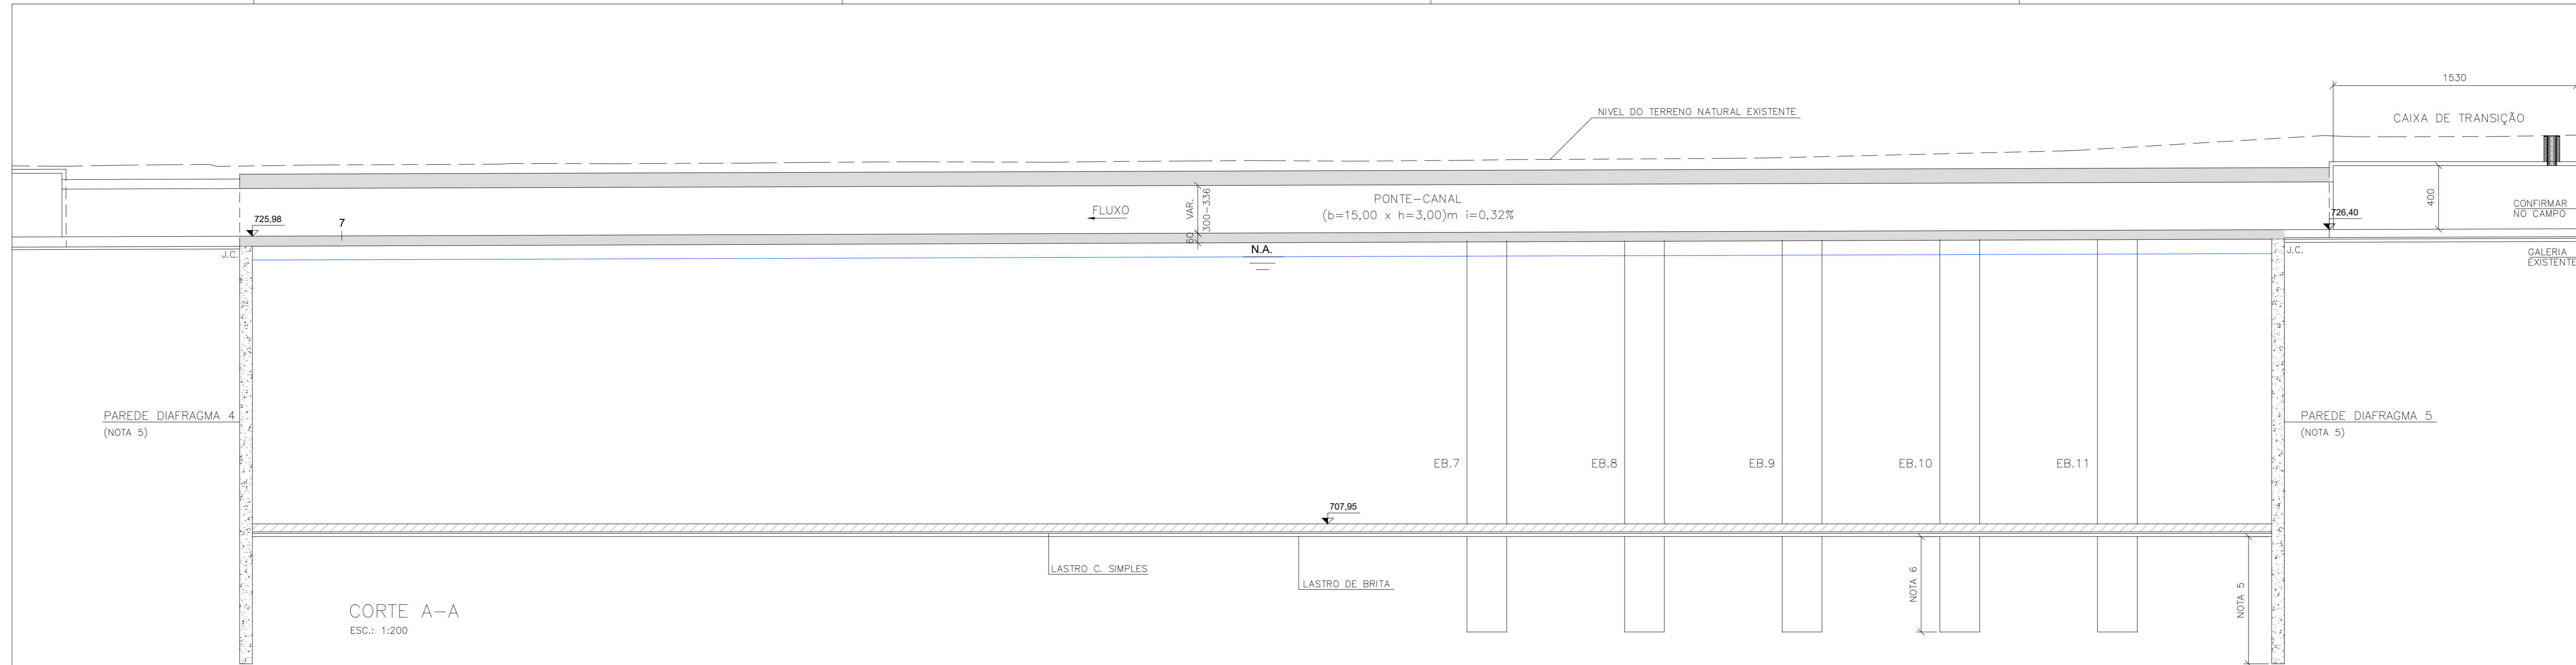 1530
CAIXA DE TRANSIÇÃO
NIVEL DO TERRENO NATURAL EXISTENTE
PONTE-CANAL
(b=15,00 x h=3,00)m i=0,32%
FLUXO
VAR.
300-336
60
400
CONFIRMAR
NO CAMPO
725,98
7
726,40
N.A.
J.C.
J.C.
GALERIA
EXISTENTE
PAREDE DIAFRAGMA 4
(NOTA 5)
PAREDE DIAFRAGMA 5
(NOTA 5)
EB.7
EB.8
EB.9
EB.10
EB.11
707,95
LASTRO C. SIMPLES
LASTRO DE BRITA
NOTA 6
NOTA 5
CORTE A-A
ESC.: 1:200